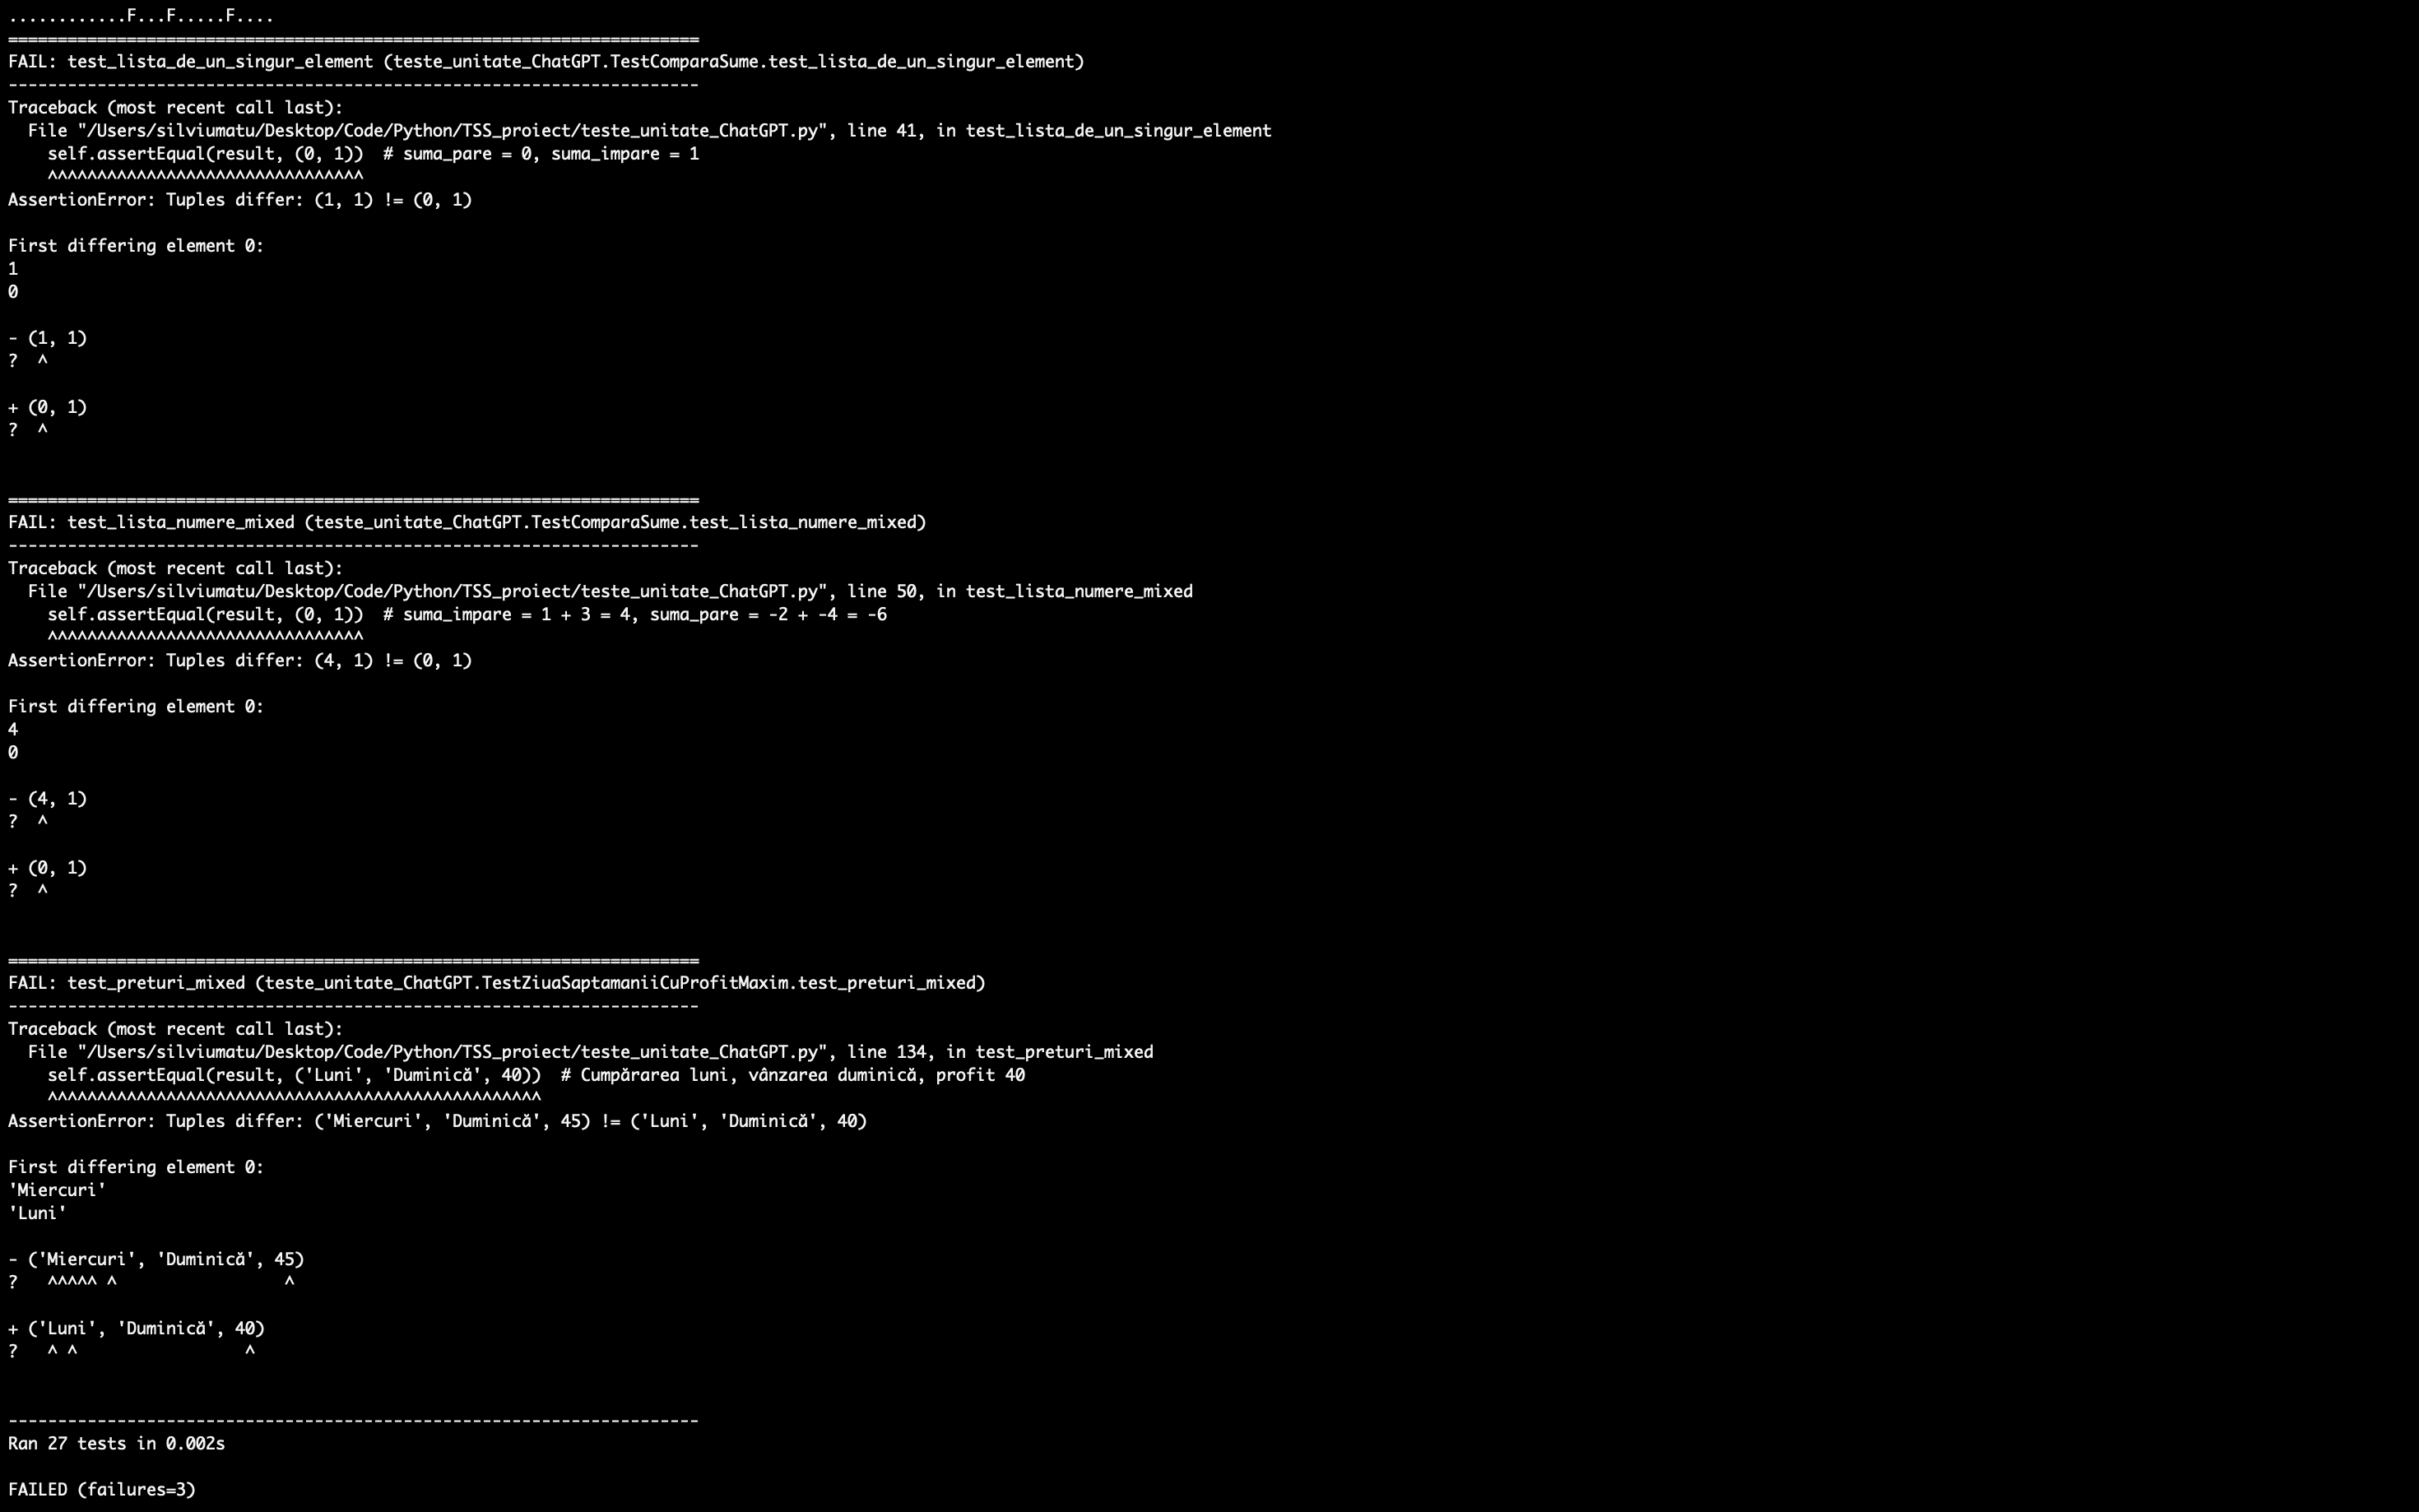 ............F...F.....F....
======================================================================
FAIL: test_lista_de_un_singur_element (teste_unitate_ChatGPT.TestComparaSume.test_lista_de_un_singur_element)
----------------------------------------------------------------------
Traceback (most recent call last):
  File "/Users/silviumatu/Desktop/Code/Python/TSS_proiect/teste_unitate_ChatGPT.py", line 41, in test_lista_de_un_singur_element
    self.assertEqual(result, (0, 1))  # suma_pare = 0, suma_impare = 1
    ^^^^^^^^^^^^^^^^^^^^^^^^^^^^^^^^
AssertionError: Tuples differ: (1, 1) != (0, 1)

First differing element 0:
1
0

- (1, 1)
?  ^

+ (0, 1)
?  ^


======================================================================
FAIL: test_lista_numere_mixed (teste_unitate_ChatGPT.TestComparaSume.test_lista_numere_mixed)
----------------------------------------------------------------------
Traceback (most recent call last):
  File "/Users/silviumatu/Desktop/Code/Python/TSS_proiect/teste_unitate_ChatGPT.py", line 50, in test_lista_numere_mixed
    self.assertEqual(result, (0, 1))  # suma_impare = 1 + 3 = 4, suma_pare = -2 + -4 = -6
    ^^^^^^^^^^^^^^^^^^^^^^^^^^^^^^^^
AssertionError: Tuples differ: (4, 1) != (0, 1)

First differing element 0:
4
0

- (4, 1)
?  ^

+ (0, 1)
?  ^


======================================================================
FAIL: test_preturi_mixed (teste_unitate_ChatGPT.TestZiuaSaptamaniiCuProfitMaxim.test_preturi_mixed)
----------------------------------------------------------------------
Traceback (most recent call last):
  File "/Users/silviumatu/Desktop/Code/Python/TSS_proiect/teste_unitate_ChatGPT.py", line 134, in test_preturi_mixed
    self.assertEqual(result, ('Luni', 'Duminică', 40))  # Cumpărarea luni, vânzarea duminică, profit 40
    ^^^^^^^^^^^^^^^^^^^^^^^^^^^^^^^^^^^^^^^^^^^^^^^^^^
AssertionError: Tuples differ: ('Miercuri', 'Duminică', 45) != ('Luni', 'Duminică', 40)

First differing element 0:
'Miercuri'
'Luni'

- ('Miercuri', 'Duminică', 45)
?   ^^^^^ ^                 ^

+ ('Luni', 'Duminică', 40)
?   ^ ^                 ^


----------------------------------------------------------------------
Ran 27 tests in 0.002s

FAILED (failures=3)